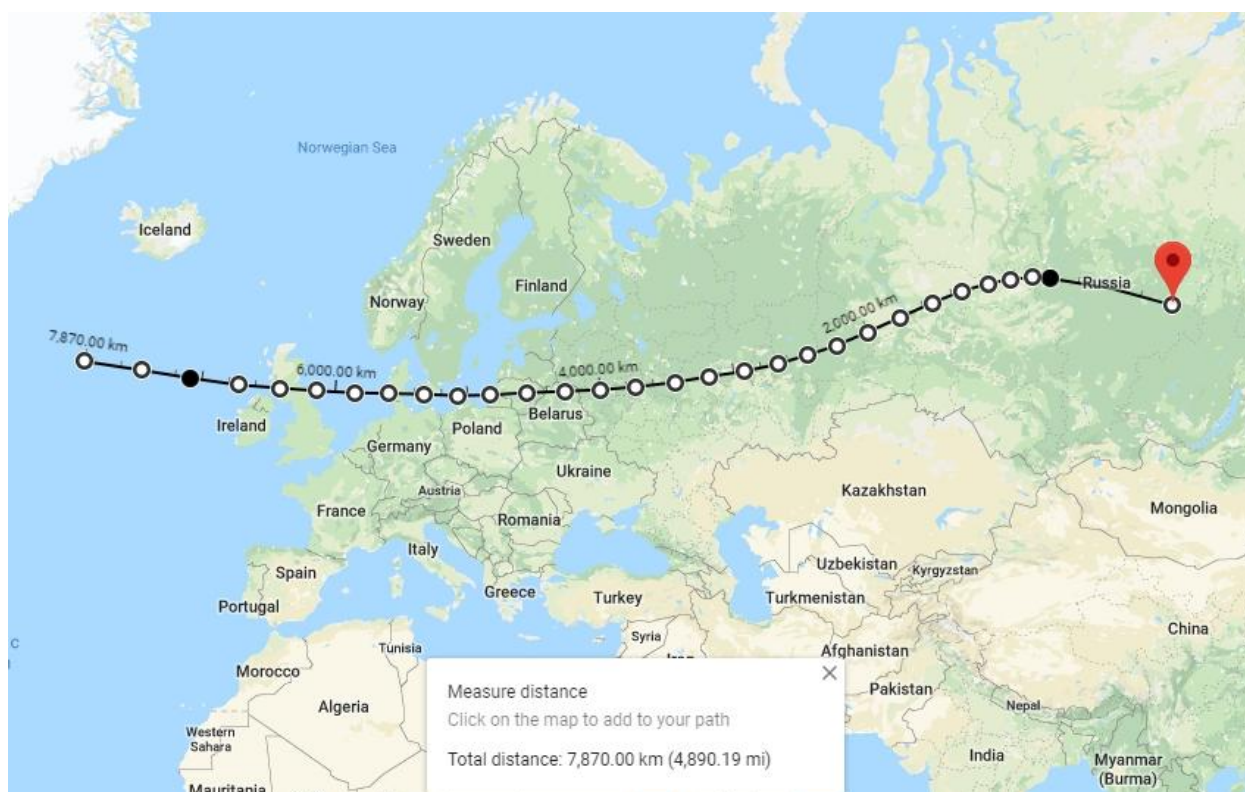 Norwegian Sea
Iceland
Sweden
Finland
Norway
Russia
2,000.00 km
7,870.00 km
6,000.00 km
4,000.00 km
Ireland
Belarus
Poland
Germany
Ukraine
Kazakhstan
Austria
France
Mongolia
Romania
Italy
Uzbekistan
Kyrgyzstan
Spain
Greece
Turkey
Turkmenistan
Portugal
China
Syria
Tunisia
Afghanistan
Morocco
Pakistan
Algeria
Nepal
Western
Sahara
India
Myanmar
(Burma)
Mauritania
Measure distance
Click on the map to add to your path
Total distance: 7,870.00 km (4,890.19 mi)